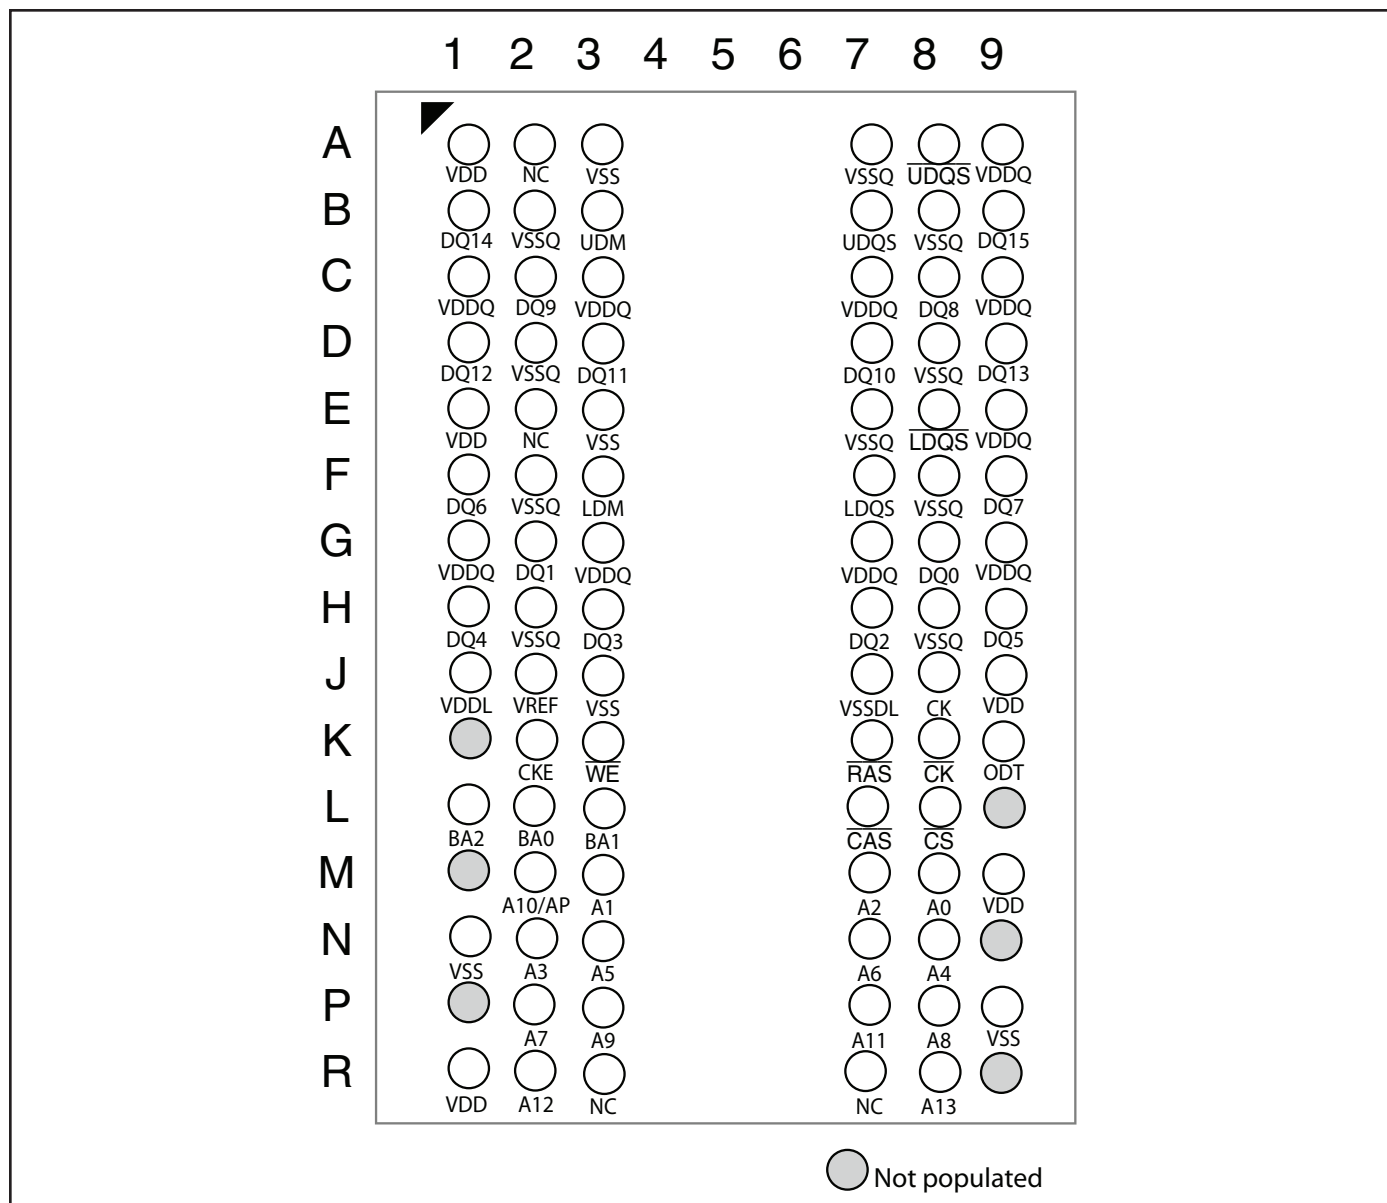 1 2 3 4 5 6 7 8 9
A
VDD NC VSS VSSQ UDQS VDDQ
B
DQ14 VSSQ UDM UDQS VSSQ DQ15
C
VDDQ DQ9 VDDQ VDDQ DQ8 VDDQ
D
DQ12 VSSQ DQ11 DQ10 VSSQ DQ13
E
VDD NC VSS VSSQ LDQS VDDQ
F
DQ6 VSSQ LDM LDQS VSSQ DQ7
G
VDDQ DQ1 VDDQ VDDQ DQ0 VDDQ
H
DQ4 VSSQ DQ3 DQ2 VSSQ DQ5
J
VDDL VREF VSS VSSDL CK VDD
K
CKE WE RAS CK ODT
L
BA2 BA0 BA1 CAS CS
M
A10/AP A1 A2 A0 VDD
N
VSS A3 A5 A6 A4
P
A7 A9 A11 A8 VSS
R
VDD A12 NC NC A13
Not populated